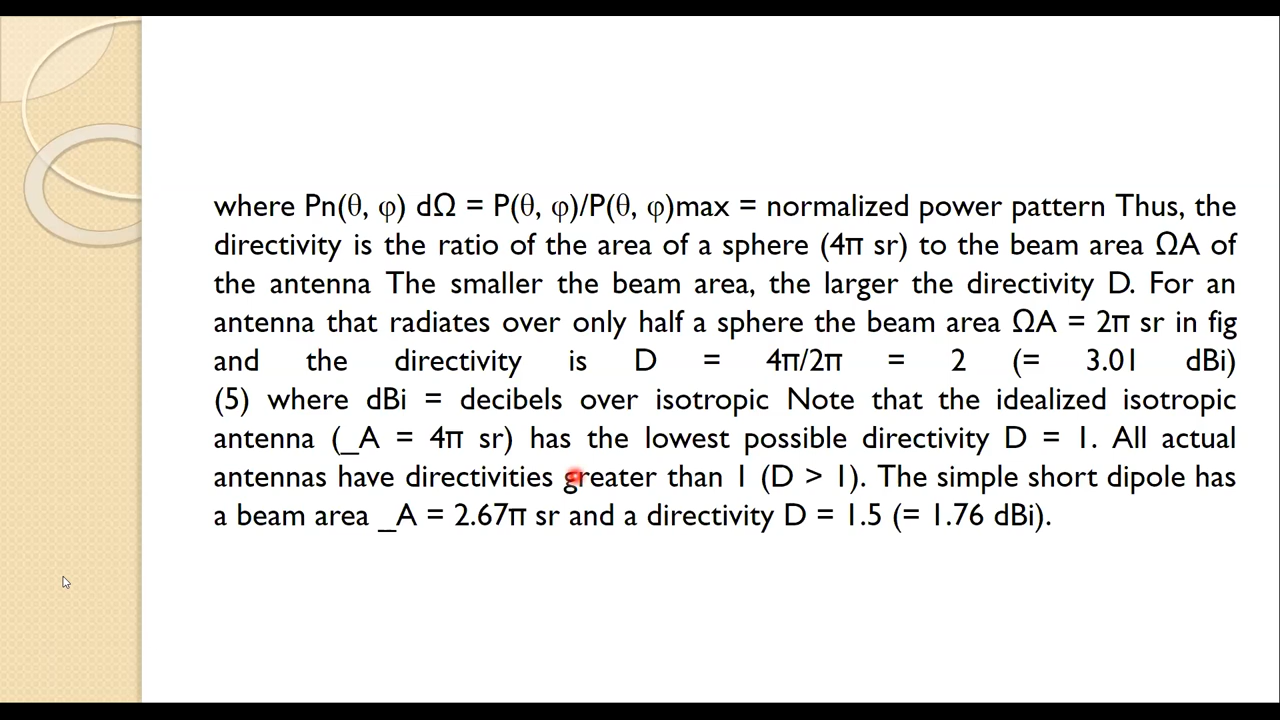 where Pn(θ, φ) dΩ = P(θ, φ)/P(θ, φ)max = normalized power pattern Thus, the
directivity is the ratio of the area of a sphere (4π sr) to the beam area ΩA of
the antenna The smaller the beam area, the larger the directivity D. For an
antenna that radiates over only half a sphere the beam area ΩA = 2π sr in fig
and the directivity is D = 4π/2π = 2 (= 3.01 dBi)
(5) where dBi = decibels over isotropic Note that the idealized isotropic
antenna (_A = 4π sr) has the lowest possible directivity D = 1. All actual
antennas have directivities greater than 1 (D > 1). The simple short dipole has
a beam area _A = 2.67π sr and a directivity D = 1.5 (= 1.76 dBi).